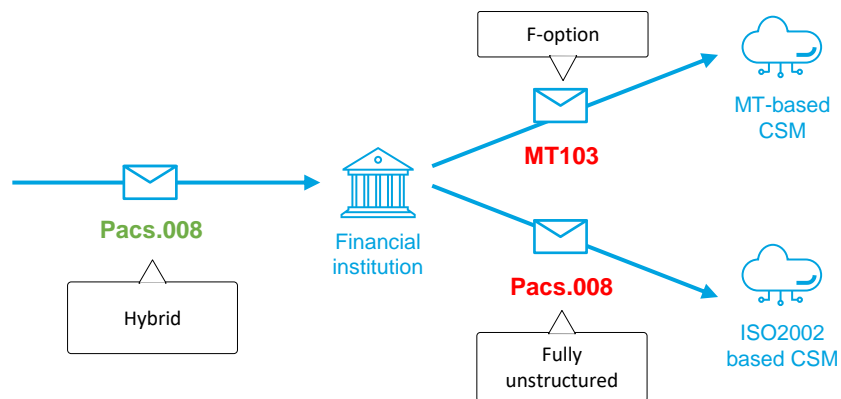 F-option
MT-based
CSM
MT103
Pacs.008
Financial
institution
Hybrid
Pacs.008
Fully
unstructured
ISO2002
based CSM